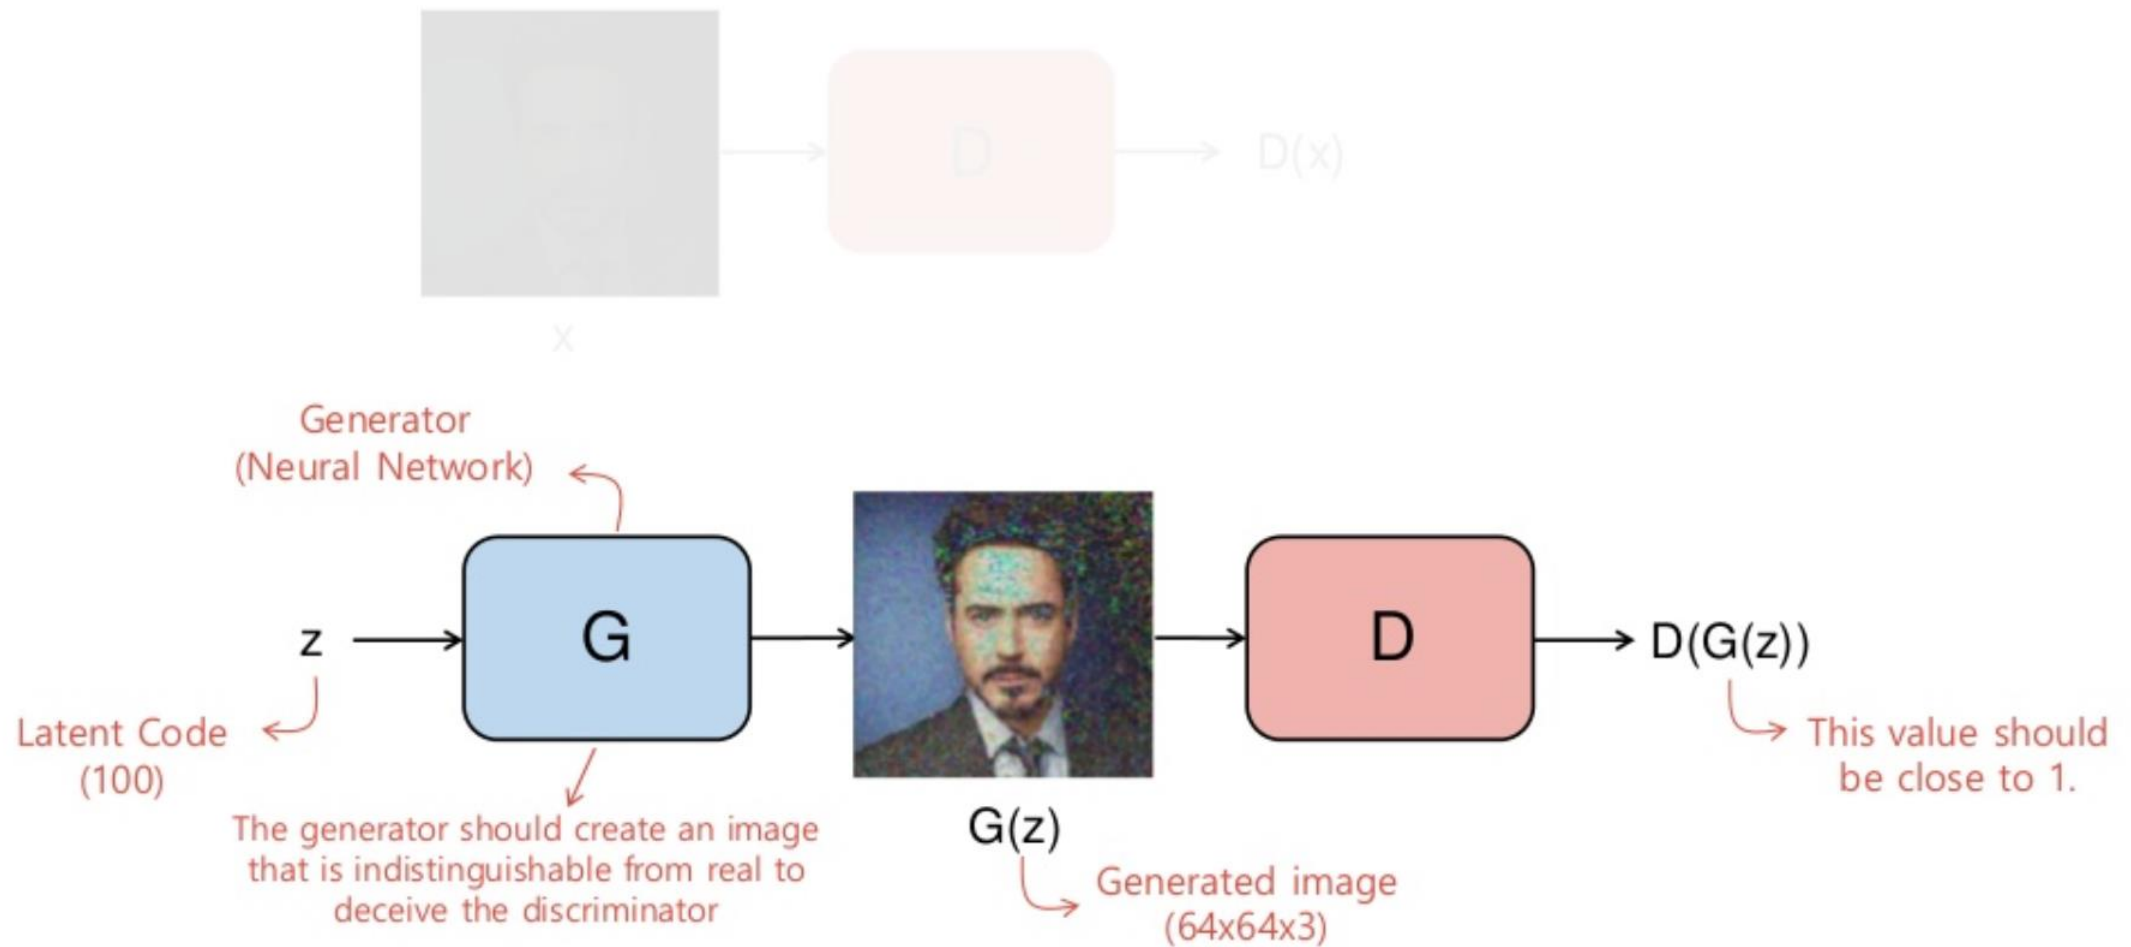 D
D(x)
x
Generator
(Neural Network)
z
G
D
D(G(z))
Latent Code
(100)
This value should
be close to 1.
The generator should create an image
that is indistinguishable from real to
deceive the discriminator
G(z)
Generated image
(64x64x3)